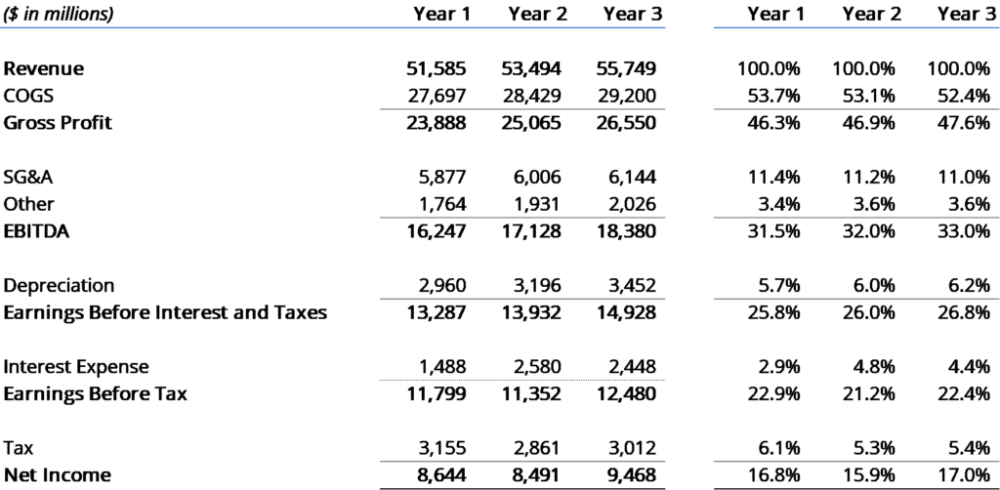 ($ in millions) Year 1 Year 2 Year 3 Year 1 Year 2 Year 3
Revenue 51,585 53,494 55,749 100.0% 100.0% 100.0%
COGS 27,697 28,429 29,200 53.7% 53.1% 52.4%
Gross Profit 23,888 25,065 26,550 46.3% 46.9% 47.6%
SG&A 5,877 6,006 6,144 11.4% 11.2% 11.0%
Other 1,764 1,931 2,026 3.4% 3.6% 3.6%
EBITDA 16,247 17,128 18,380 31.5% 32.0% 33.0%
Depreciation 2,960 3,196 3,452 5.7% 6.0% 6.2%
Earnings Before Interest and Taxes 13,287 13,932 14,928 25.8% 26.0% 26.8%
Interest Expense 1,488 2,580 2,448 2.9% 4.8% 4.4%
Earnings Before Tax 11,799 11,352 12,480 22.9% 21.2% 22.4%
Tax 3,155 2,861 3,012 6.1% 5.3% 5.4%
Net Income 8,644 8,491 9,468 16.8% 15.9% 17.0%